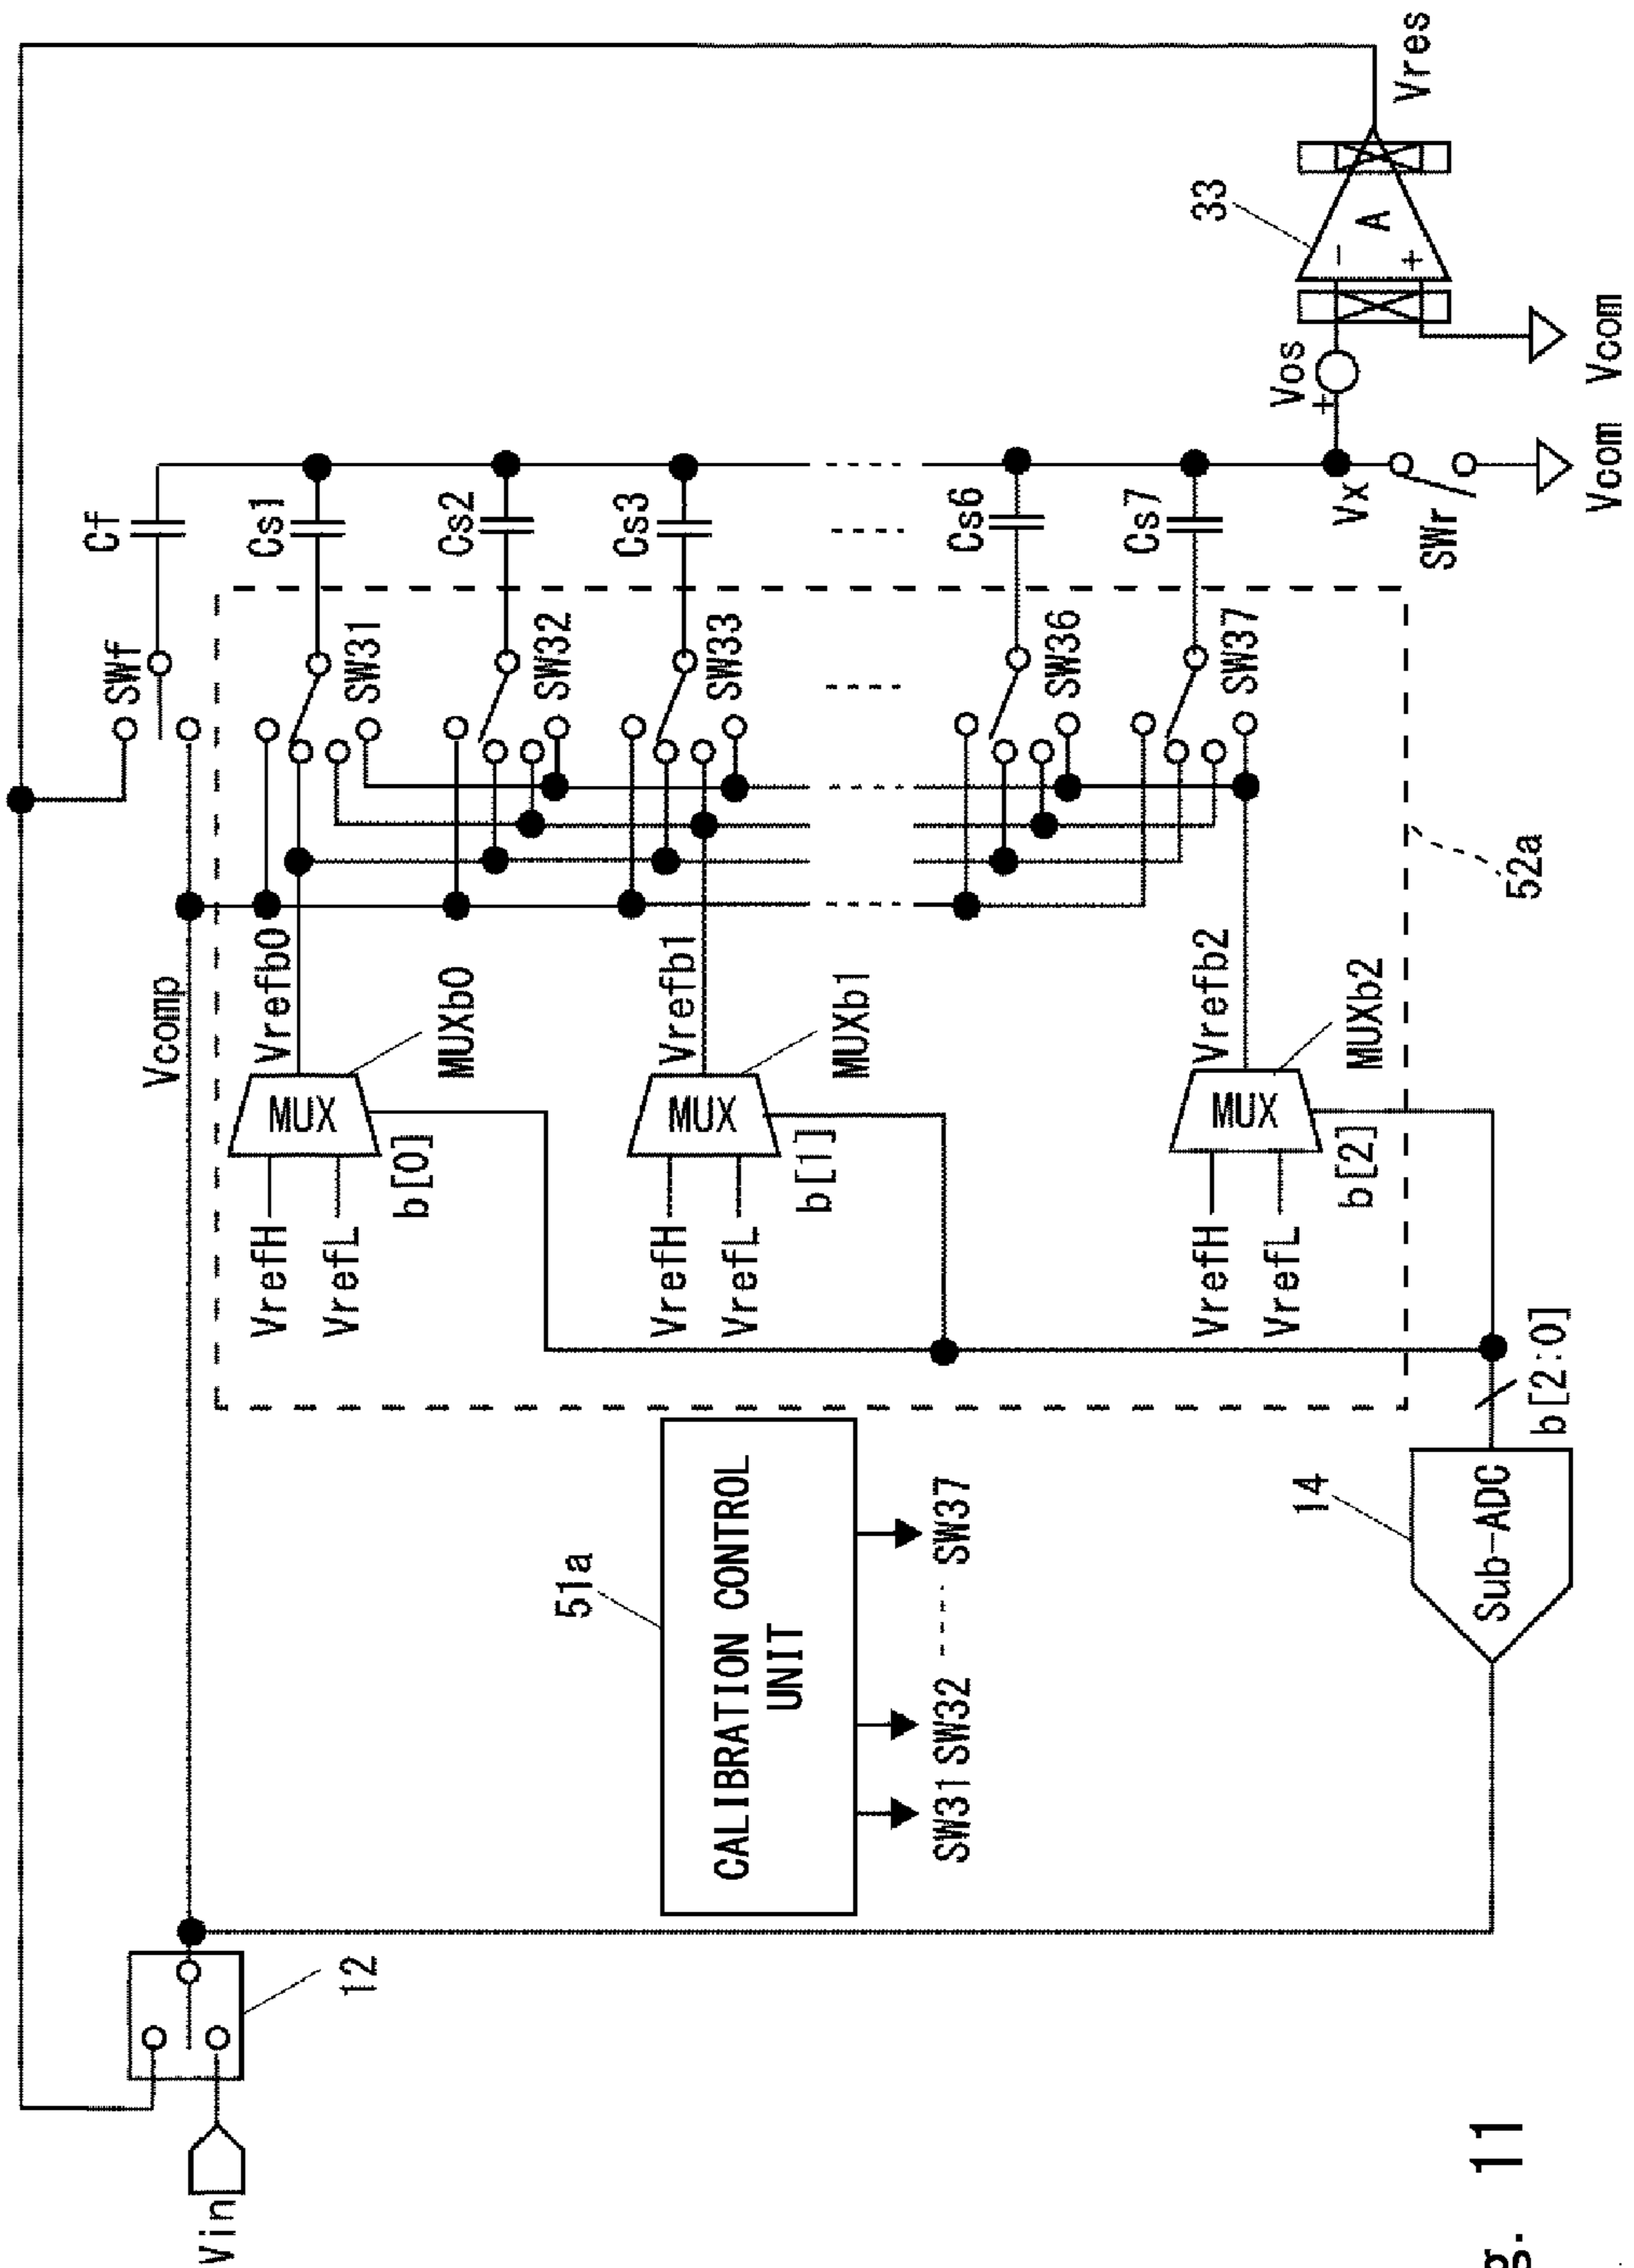 Vres
33
A
−
+
Vos
+
Vcom
Vcom
Vx
SWr
Cf
Cs1
Cs2
Cs3
Cs6
Cs7
SWf
SW31
SW32
SW33
SW36
SW37
52a
Vcomp
Vrefb0
Vrefb1
Vrefb2
MUXb0
MUXb1
MUXb2
MUX
MUX
MUX
b[0]
b[1]
b[2]
VrefH
VrefL
VrefH
VrefL
VrefH
VrefL
b[2:0]
51a
CALIBRATION CONTROL
UNIT
SW31 SW32 ---- SW37
14
Sub-ADC
12
Vin
g. 11